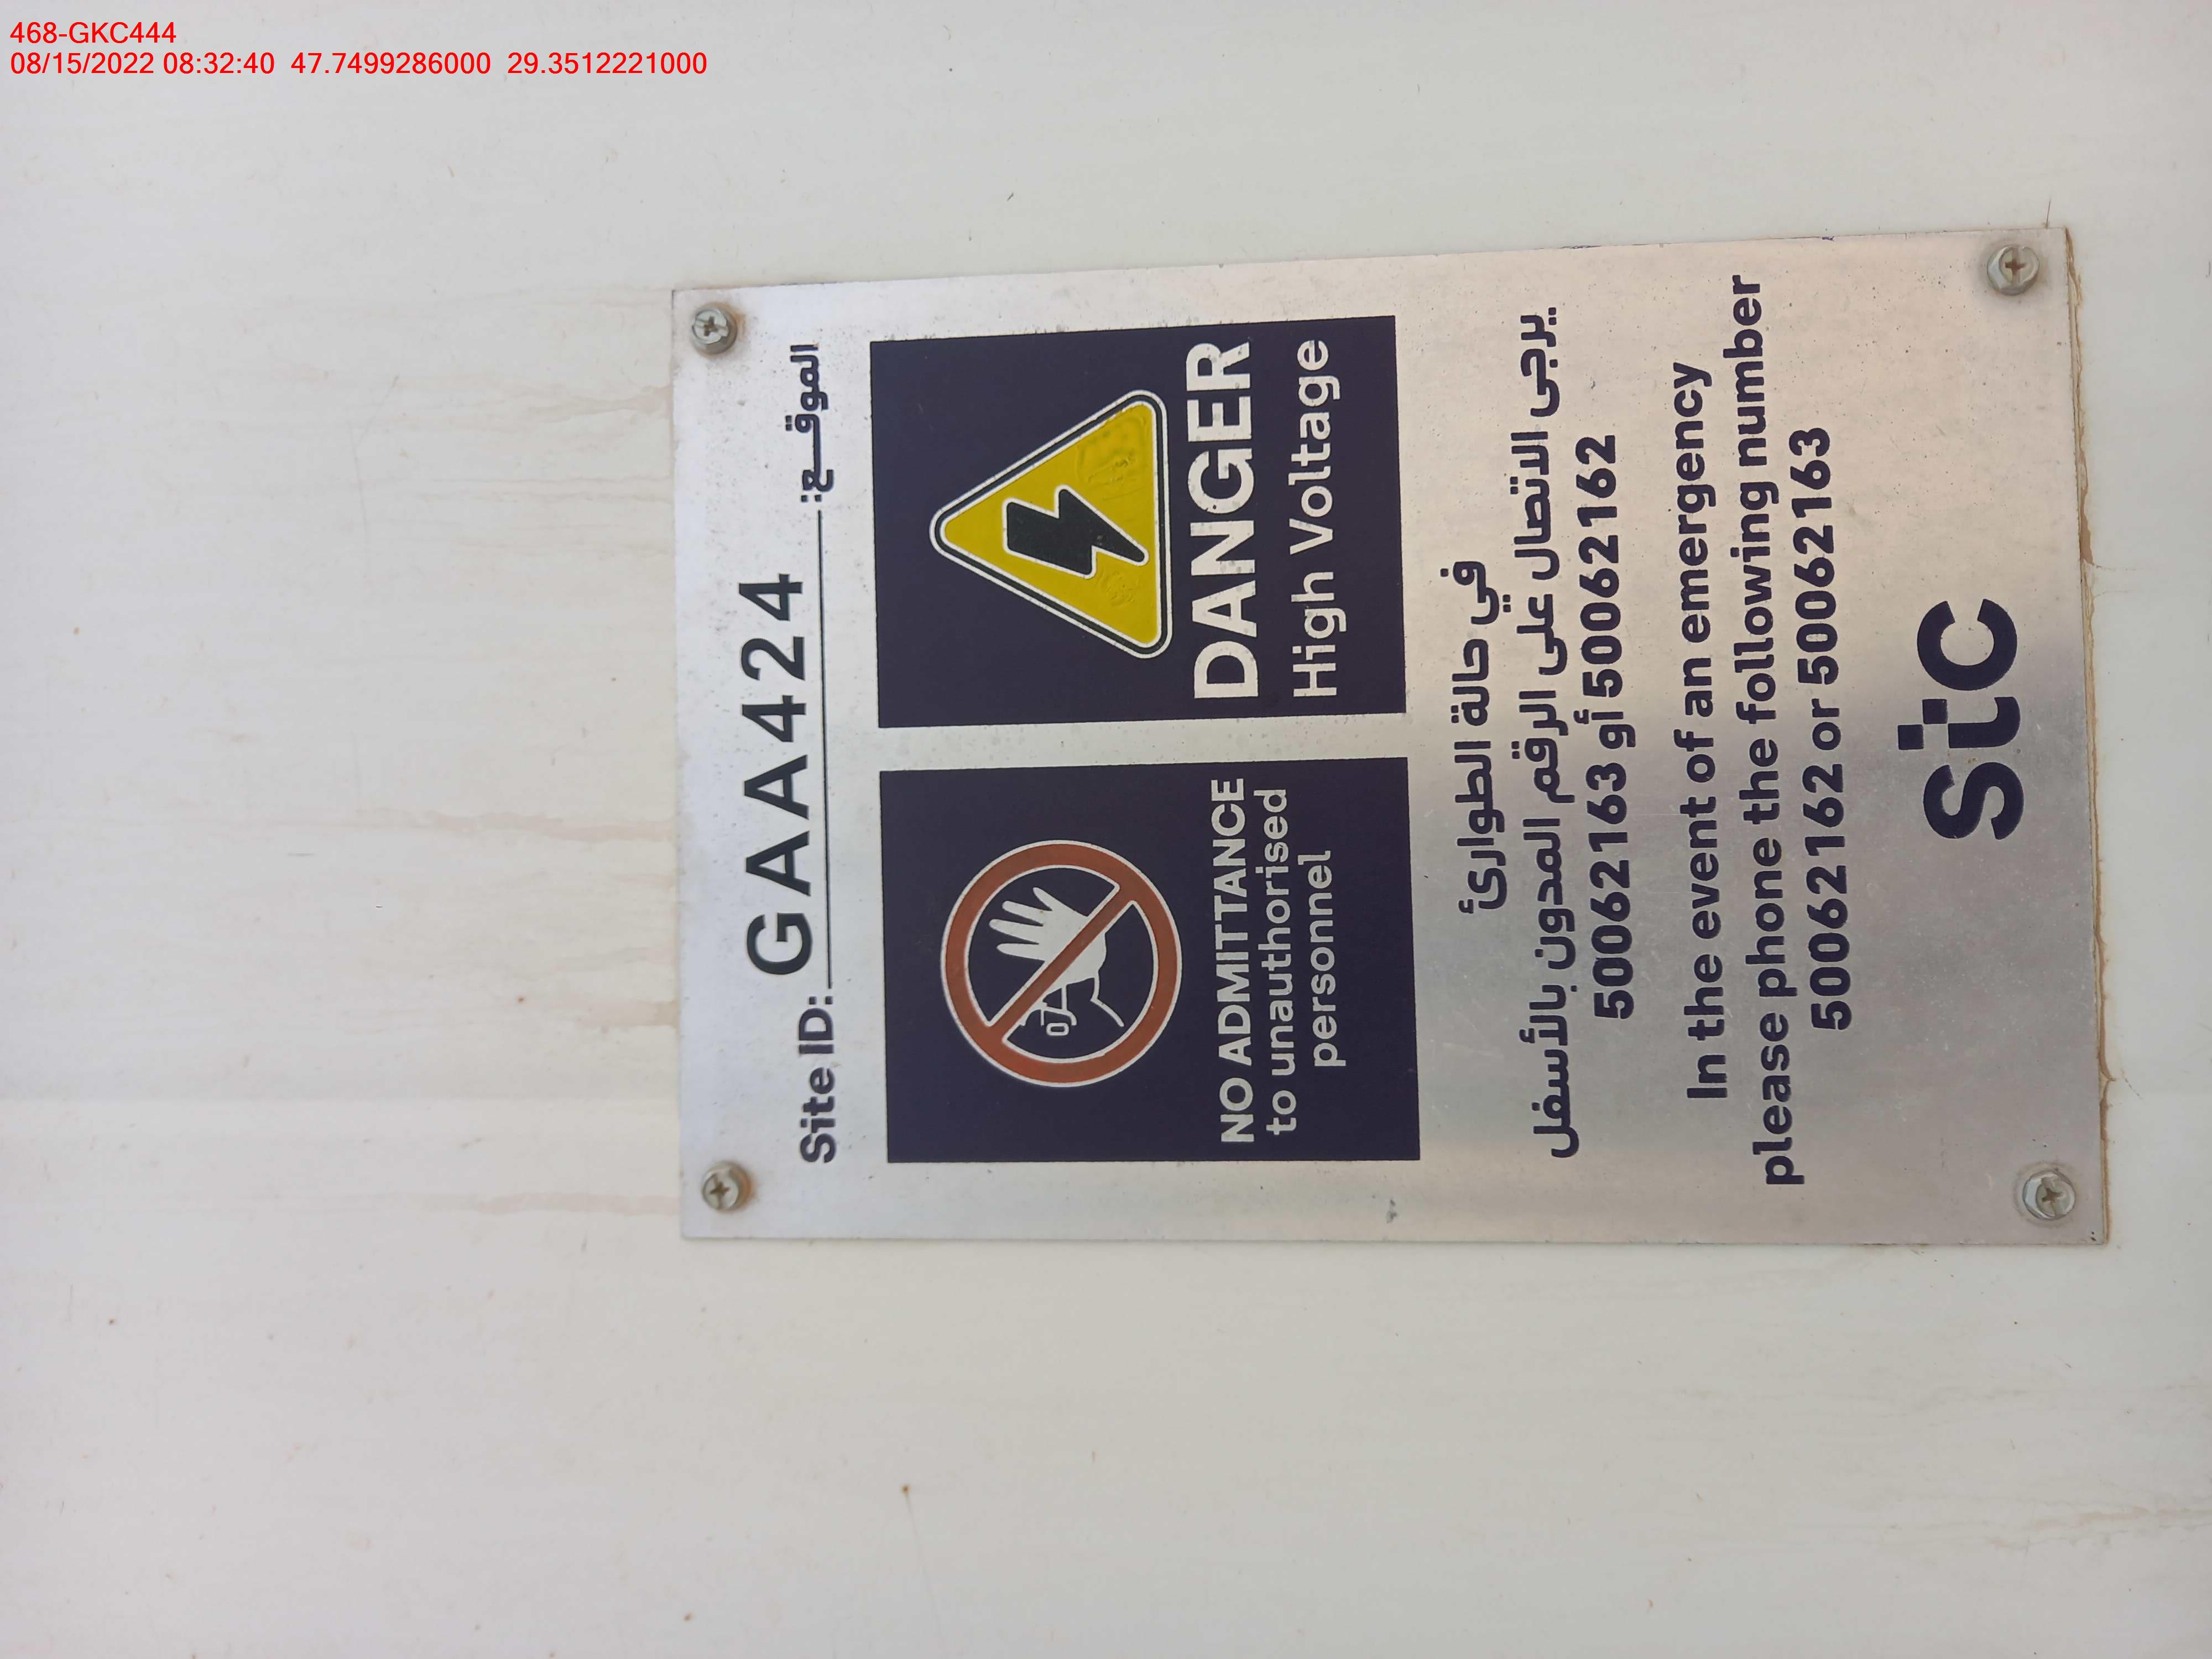 468-GKC444
08/15/2022 08:32:40 47.7499286000 29.3512221000
Site ID: GAA424 الموقع:
NO ADMITTANCE
to unauthorised
personnel
DANGER
High Voltage
في حالة الطوارئ
يرجى الاتصال على الرقم المدون بالأسفل
50062162 أو 50062163
In the event of an emergency
please phone the following number
50062162 or 50062163
stc